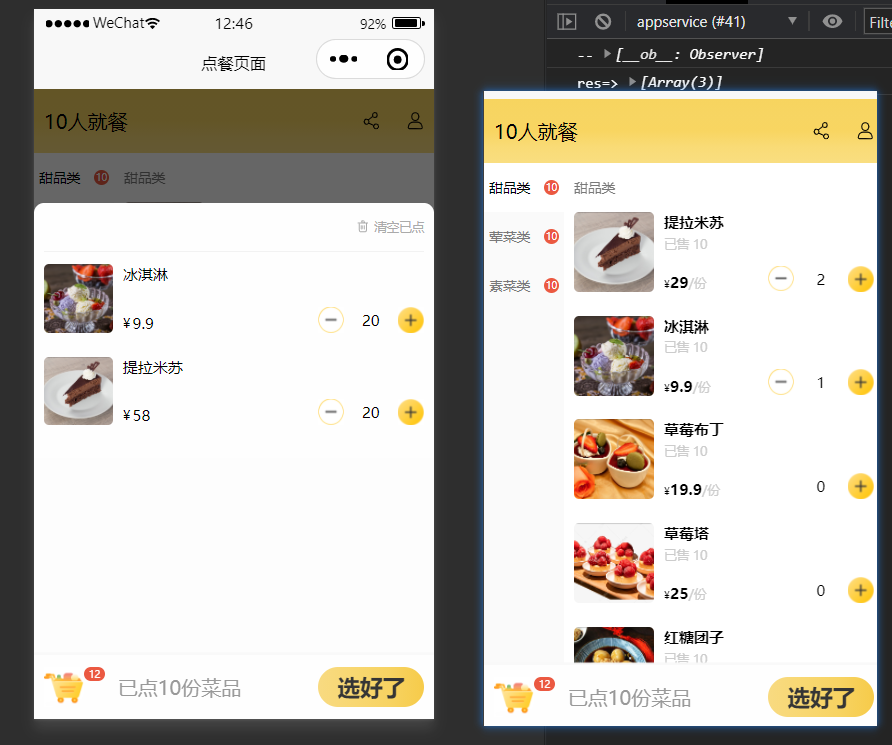 ●●●●● WeChat 12:46 92%
点餐页面
10人就餐
甜品类 10 甜品类
清空已点
冰淇淋
¥9.9 20
提拉米苏
¥58 20
12 已点10份菜品 选好了
appservice (#41) Filte
-- ▶[__ob__: Observer]
res=> ▶[Array(3)]
10人就餐
甜品类 10 甜品类
荤菜类 10
素菜类 10
提拉米苏
已售 10
¥29/份 2
冰淇淋
已售 10
¥9.9/份 1
草莓布丁
已售 10
¥19.9/份 0
草莓塔
已售 10
¥25/份 0
红糖团子
已售 10
12 已点10份菜品 选好了